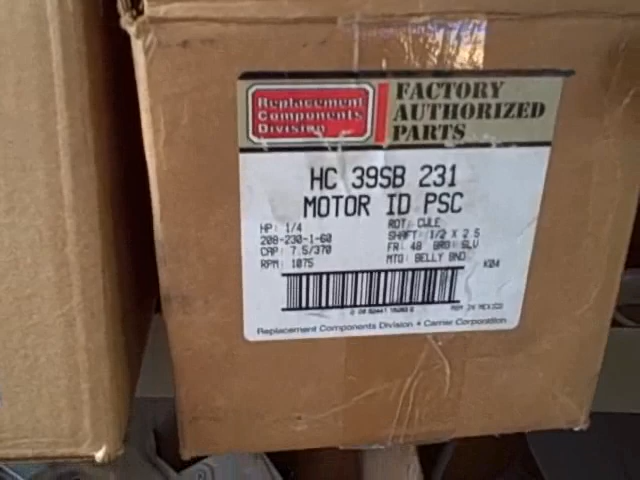 Replacement
Components
Division
FACTORY
AUTHORIZED
PARTS
HC 39SB 231
MOTOR ID PSC
HP: 1/4
208-230-1-60
CAP: 7.5/370
RPM: 1075
ROT: CWLE
SHAFT: 1/2 X 2.5
FR: 48 BRG: SLV
MTG: BELLY BND
K04
IN MEXICO
Replacement Components Division • Carrier Corporation